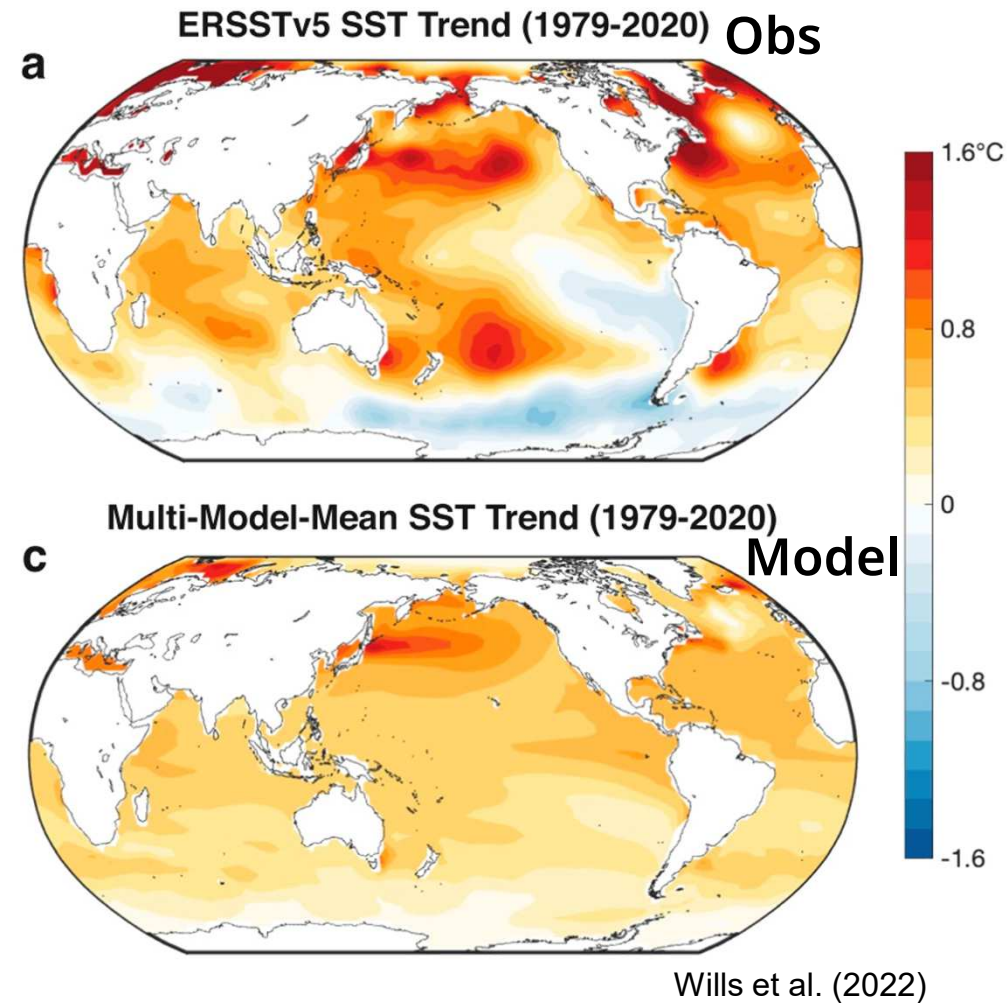 ERSSTv5 SST Trend (1979-2020) Obs
a
1.6°C
0.8
0
-0.8
-1.6
Multi-Model-Mean SST Trend (1979-2020)
c
Model
Wills et al. (2022)